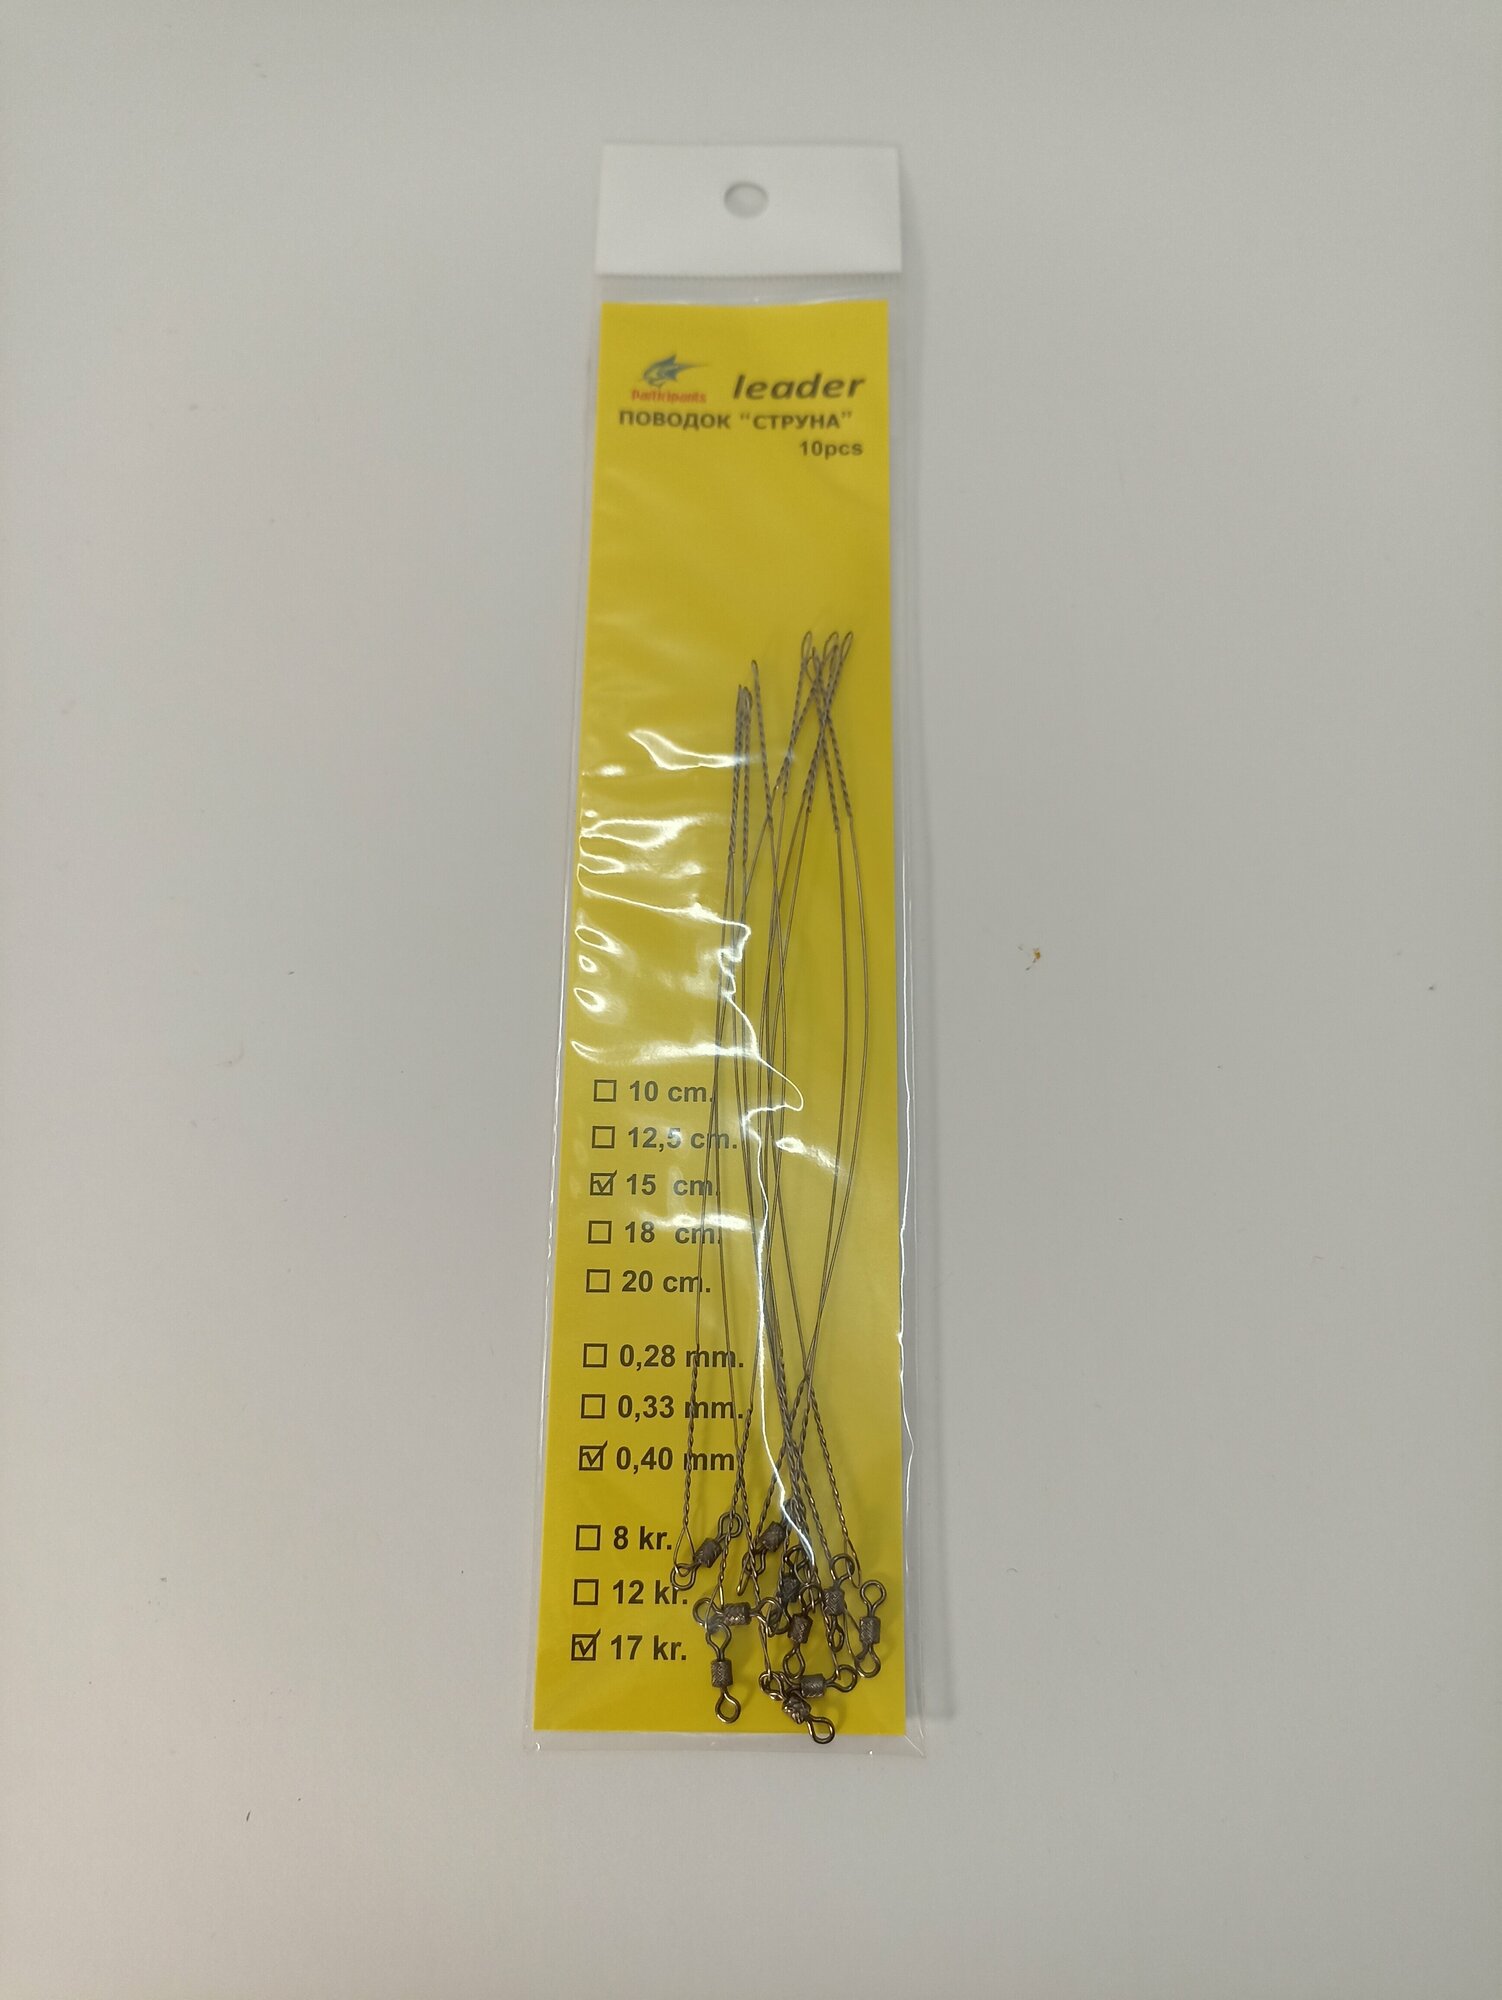 Participants leader
ПОВОДОК "СТРУНА"
10pcs
10 cm.
12,5 cm.
15 cm.
18 cm.
20 cm.
0,28 mm.
0,33 mm.
0,40 mm
8 kr.
12 kr.
17 kr.